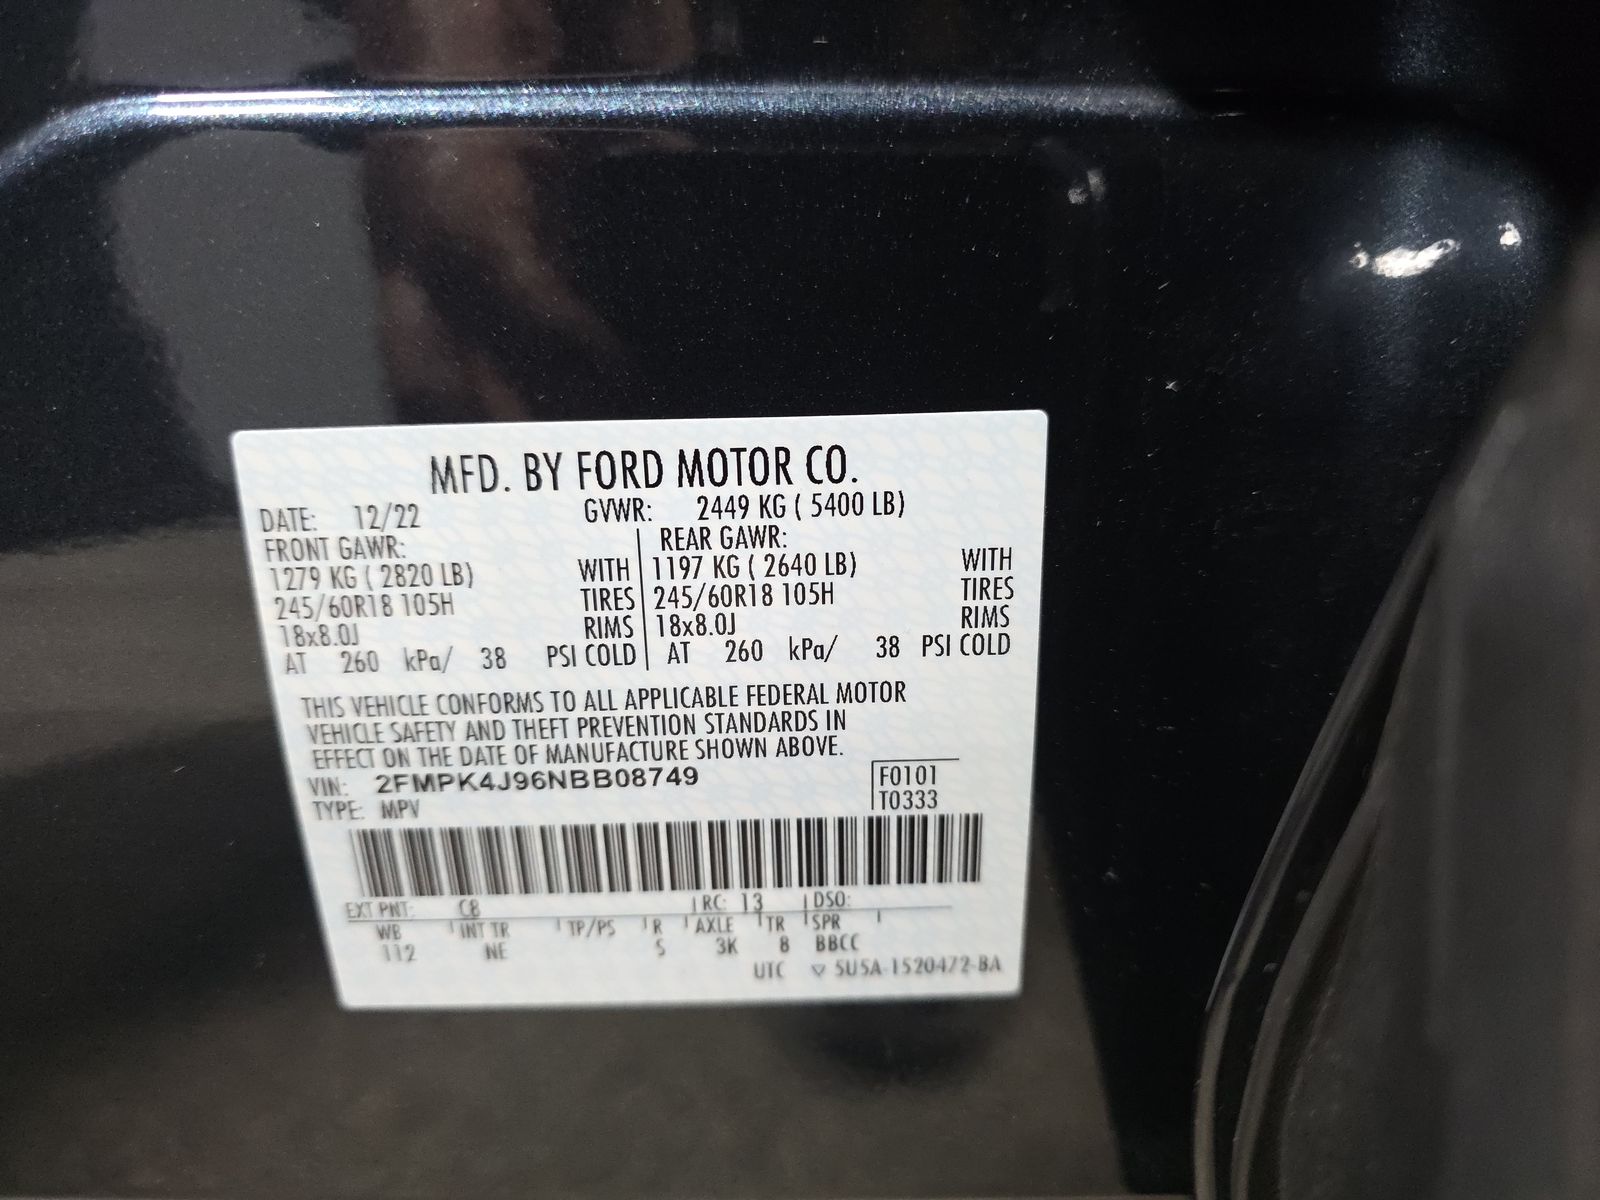 MFD. BY FORD MOTOR CO.
DATE: 12/22 GVWR: 2449 KG ( 5400 LB)
FRONT GAWR: REAR GAWR:
1279 KG ( 2820 LB) WITH 1197 KG ( 2640 LB) WITH
245/60R18 105H TIRES 245/60R18 105H TIRES
18x8.0J RIMS 18x8.0J RIMS
AT 260 kPa/ 38 PSI COLD AT 260 kPa/ 38 PSI COLD
THIS VEHICLE CONFORMS TO ALL APPLICABLE FEDERAL MOTOR
VEHICLE SAFETY AND THEFT PREVENTION STANDARDS IN
EFFECT ON THE DATE OF MANUFACTURE SHOWN ABOVE.
VIN: 2FMPK4J96NBB08749 F0101
TYPE: MPV T0333
EXT PNT: C8 RC: 13 DSO:
WB INT TR TP/PS R AXLE TR SPR
112 NE S 3K 8 BBCC
UTC ▽ 5U5A-1520472-BA